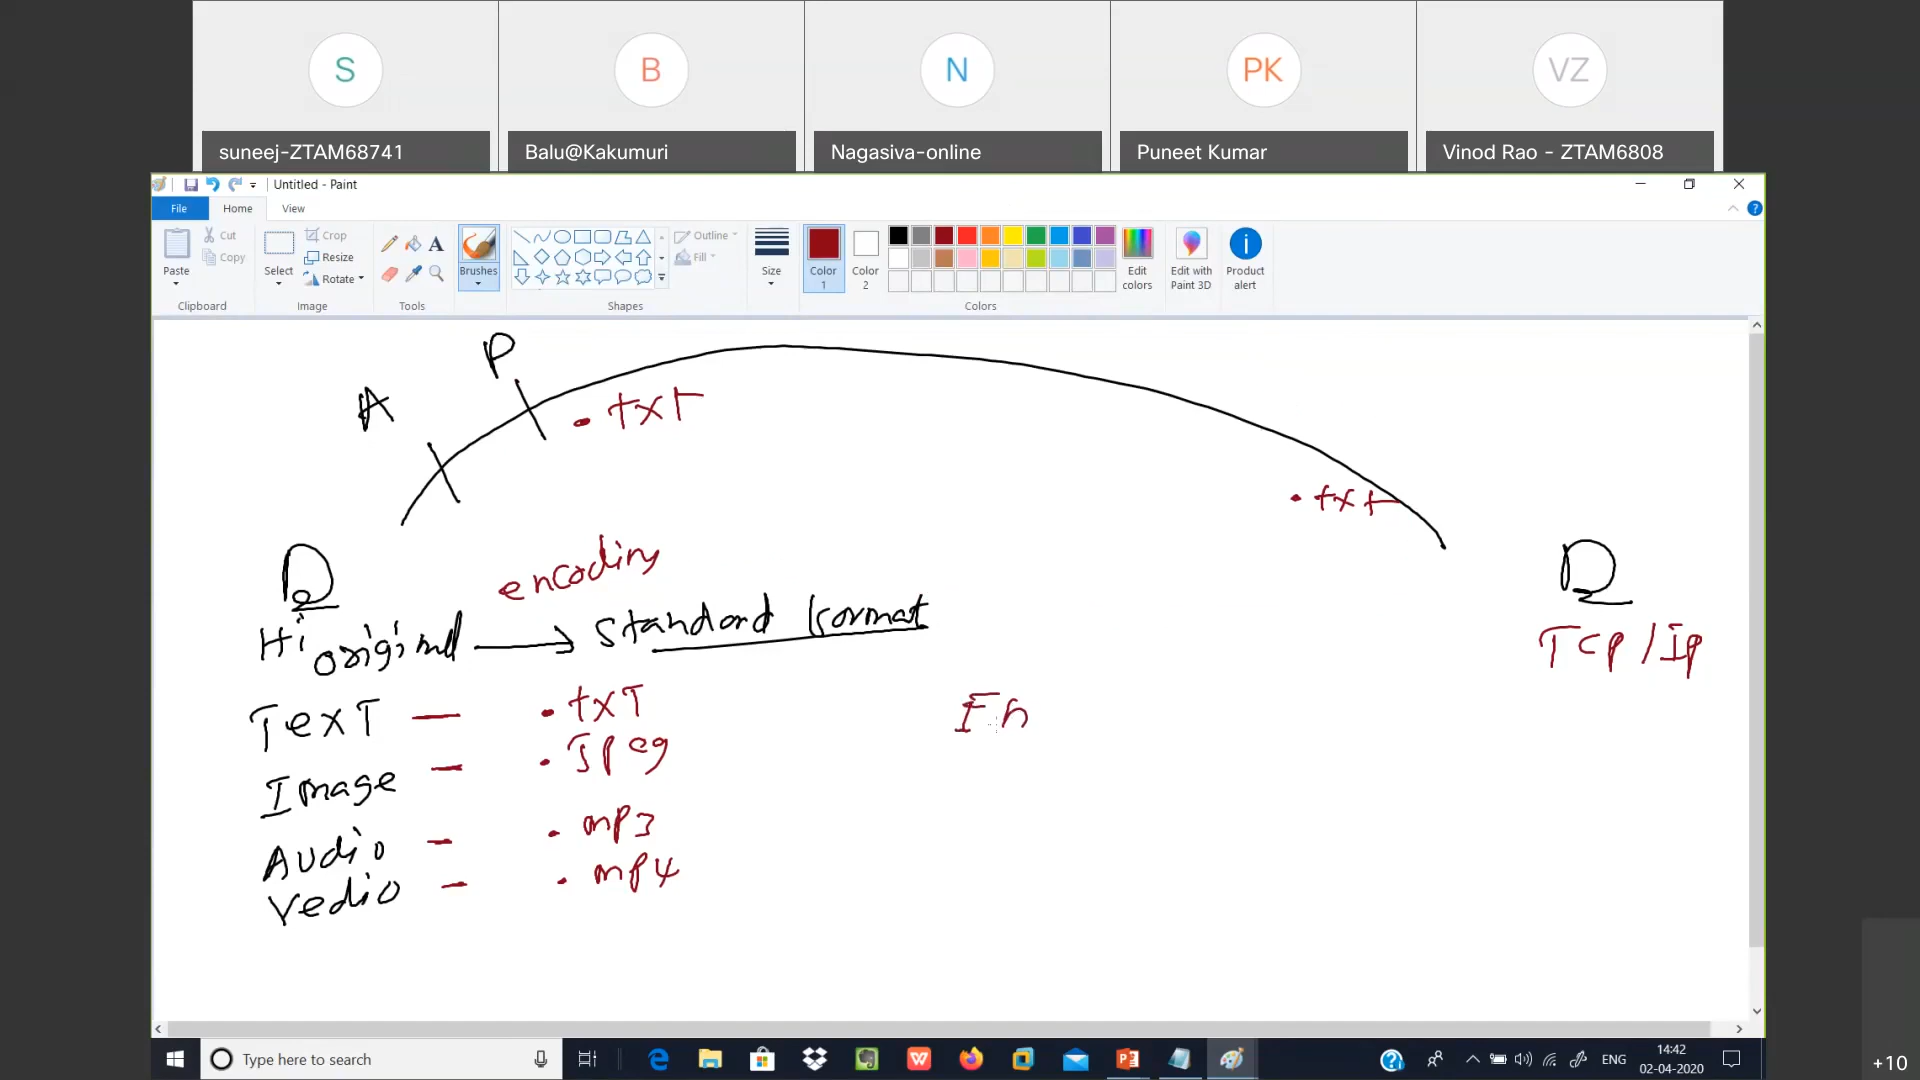 S
B
N
PK
VZ
suneej-ZTAM68741
Balu@Kakumuri
Nagasiva-online
Puneet Kumar
Vinod Rao - ZTAM6808
Untitled - Paint
File
Home
View
Cut
Copy
Paste
Clipboard
Select
Crop
Resize
Rotate
Image
A
Tools
Brushes
Outline
Fill
Shapes
Size
Color
1
Color
2
Edit
colors
Colors
Edit with
Paint 3D
Product
alert
A
P
. txt
. txt
encoding
Hi
original
Standard format
TCP/Ip
Text
. txT
Image
. Jpeg
Audio
. mp3
Vedio
. mp4
En
Type here to search
ENG
14:42
02-04-2020
+10